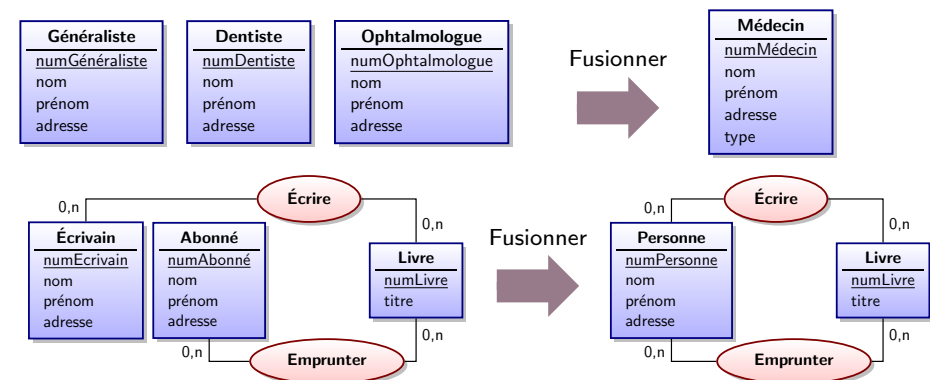 Généraliste
numGénéraliste
nom
prénom
adresse
Dentiste
numDentiste
nom
prénom
adresse
Ophtalmologue
numOphtalmologue
nom
prénom
adresse
Fusionner
Médecin
numMédecin
nom
prénom
adresse
type
Écrire
0,n
0,n
Écrivain
numEcrivain
nom
prénom
adresse
Abonné
numAbonné
nom
prénom
adresse
Livre
numLivre
titre
0,n
0,n
Emprunter
Fusionner
Écrire
0,n
0,n
Personne
numPersonne
nom
prénom
adresse
Livre
numLivre
titre
0,n
0,n
Emprunter